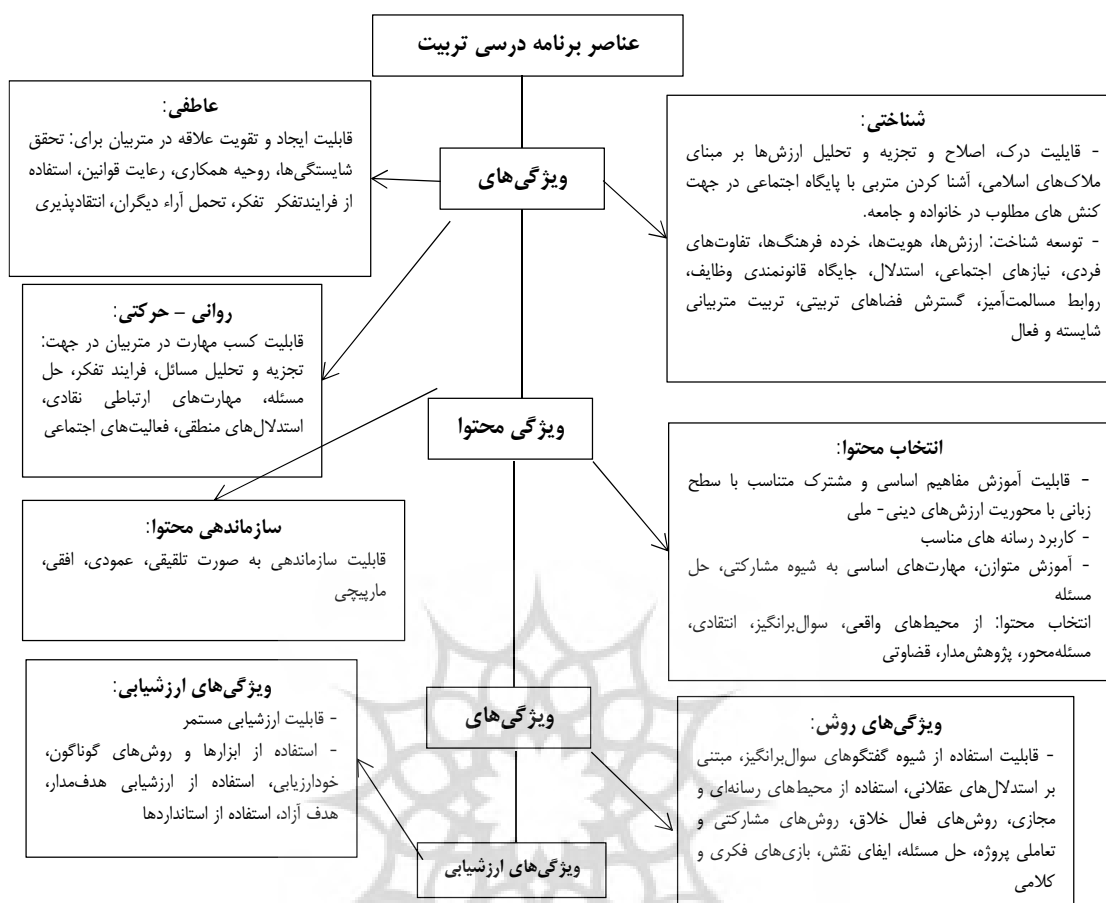 عناصر برنامه درسی تربیت
شناختی:
- قایلیت درک، اصلاح و تجزیه و تحلیل ارزش‌ها بر مبنای
ملاک‌های اسلامی، آشنا کردن متربی با پایگاه اجتماعی در جهت
کنش های مطلوب در خانواده و جامعه.
- توسعه شناخت: ارزش‌ها، هویت‌ها، خرده فرهنگ‌ها، تفاوت‌های
فردی، نیازهای اجتماعی، استدلال، جایگاه قانونمندی وظایف،
روابط مسالمت‌آمیز، گسترش فضاهای تربیتی، تربیت متربیانی
شایسته و فعال
ویژگی‌های
عاطفی:
قابلیت ایجاد و تقویت علاقه در متربیان برای: تحقق
شایستگی‌ها، روحیه همکاری، رعایت قوانین، استفاده
از فرایندتفکر تفکر، تحمل آراء دیگران، انتقادپذیری
روانی – حرکتی:
قابلیت کسب مهارت در متربیان در جهت:
تجزیه و تحلیل مسائل، فرایند تفکر، حل
مسئله، مهارت‌های ارتباطی نقادی،
استدلال‌های منطقی، فعالیت‌های اجتماعی
ویژگی محتوا
انتخاب محتوا:
- قابلیت آموزش مفاهیم اساسی و مشترک متناسب با سطح
زبانی با محوریت ارزش‌های دینی- ملی
- کاربرد رسانه های مناسب
- آموزش متوازن، مهارت‌های اساسی به شیوه مشارکتی، حل
مسئله
انتخاب محتوا: از محیط‌های واقعی، سوال‌برانگیز، انتقادی،
مسئله‌محور، پژوهش‌مدار، قضاوتی
سازماندهی محتوا:
قابلیت سازماندهی به صورت تلقیقی، عمودی، افقی،
مارپیچی
ویژگی‌های
ویژگی‌های روش:
- قابلیت استفاده از شیوه گفتگوهای سوال‌برانگیز، مبتنی
بر استدلال‌های عقلانی، استفاده از محیط‌های رسانه‌ای و
مجازی، روش‌های فعال خلاق، روش‌های مشارکتی و
تعاملی پروژه، حل مسئله، ایفای نقش، بازی‌های فکری و
کلامی
ویژگی‌های ارزشیابی:
- قابلیت ارزشیابی مستمر
- استفاده از ابزارها و روش‌های گوناگون،
خودارزیابی، استفاده از ارزشیابی هدف‌مدار،
هدف آزاد، استفاده از استانداردها
ویژگی‌های ارزشیابی